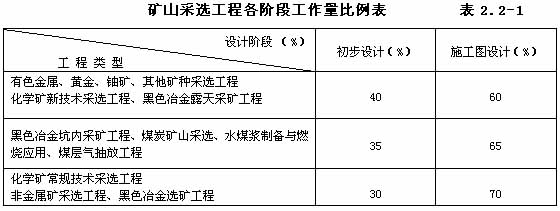 矿山采选工程各阶段工作量比例表 表 2.2-1
设计阶段（%）
工 程 类 型
初步设计(%)
施工图设计(%)
有色金属、黄金、铀矿、其他矿种采选工程
化学矿新技术采选工程、黑色冶金露天采矿工程
40
60
黑色冶金坑内采矿工程、煤炭矿山采选、水煤浆制备与燃
烧应用、煤层气抽放工程
35
65
化学矿常规技术采选工程
非金属矿采选工程、黑色冶金选矿工程
30
70